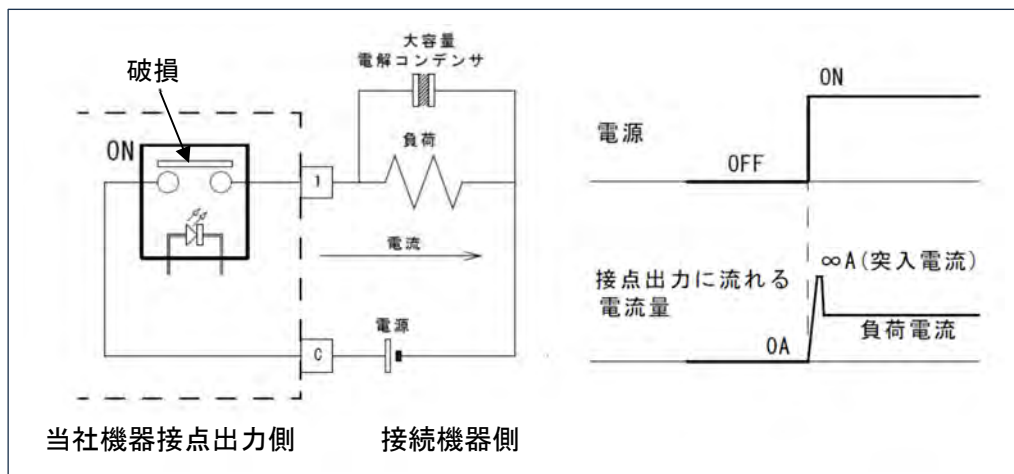 破損
ON
大容量
電解コンデンサ
負荷
1
電流
電源
C
当社機器接点出力側
接続機器側
電源
OFF
ON
接点出力に流れる
電流量
∞A(突入電流)
0A
負荷電流